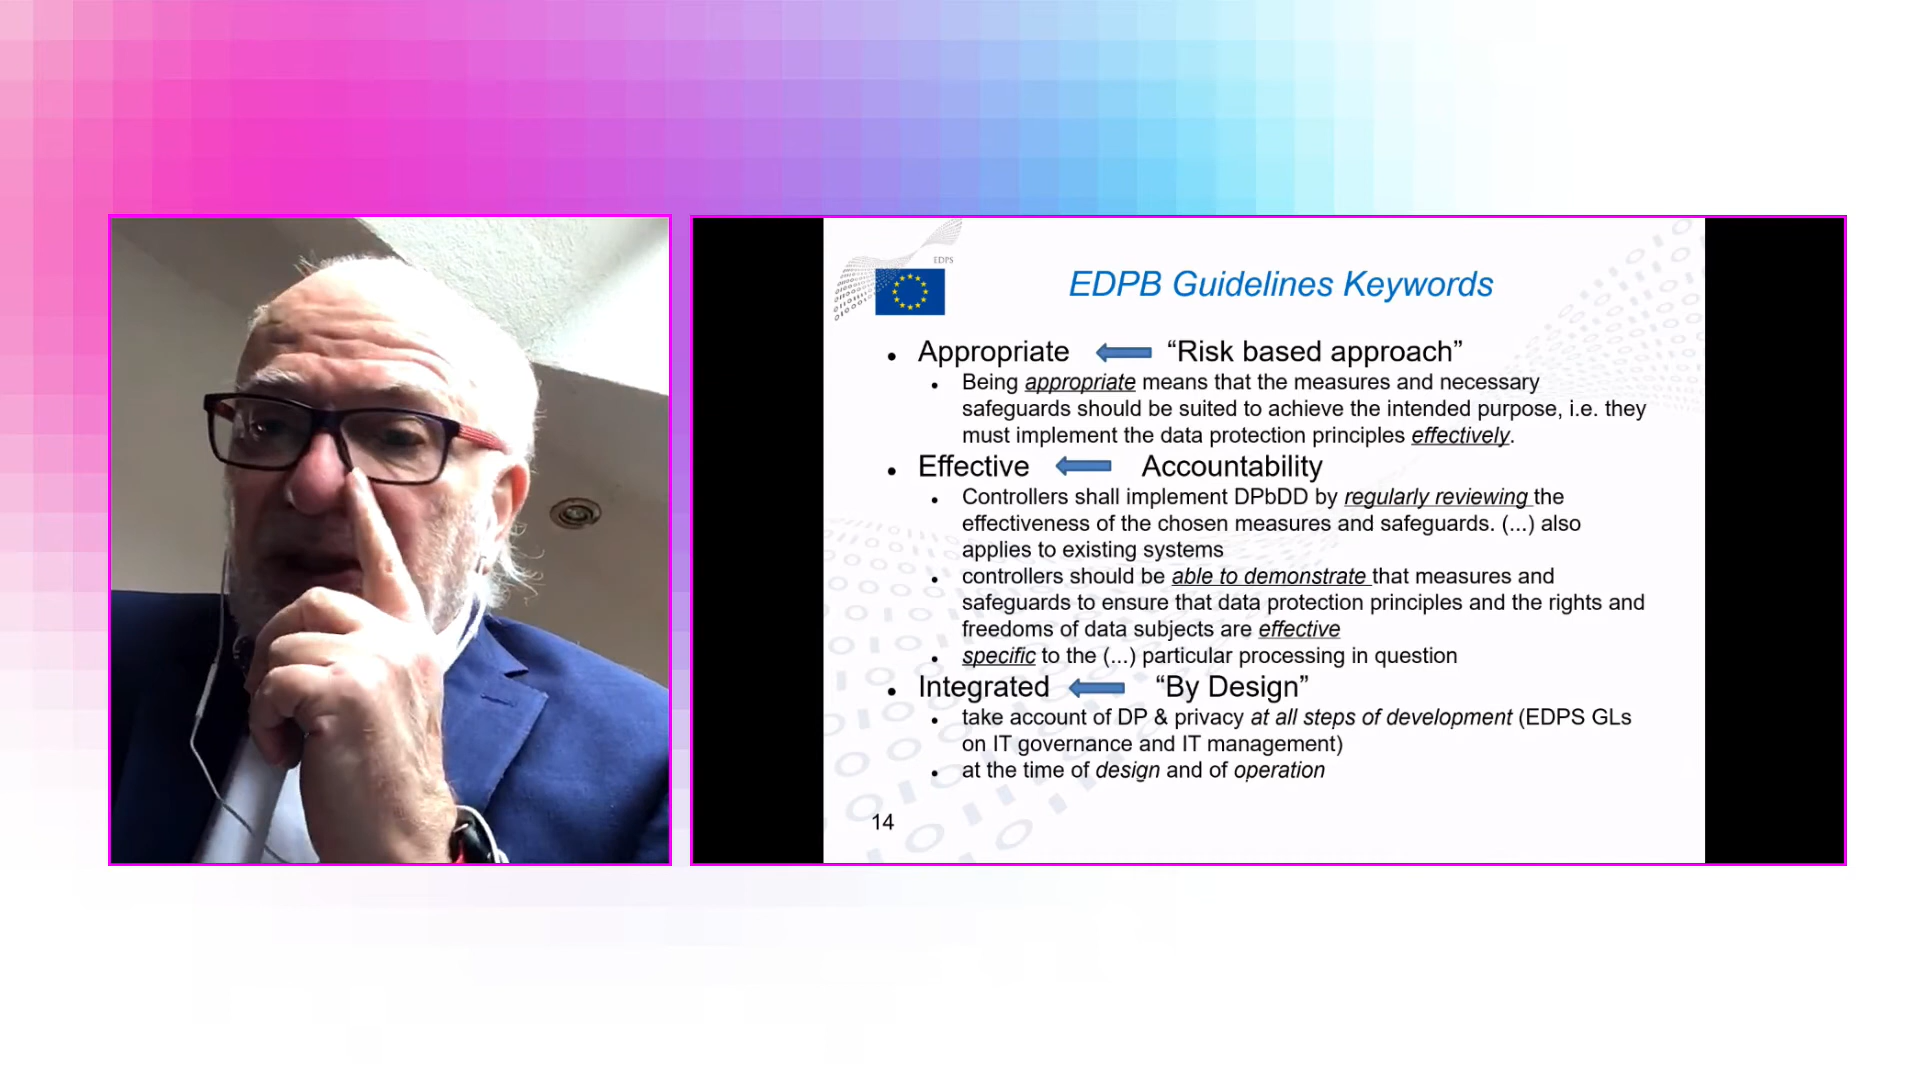 EDPS
EDPB Guidelines Keywords
• Appropriate “Risk based approach”
• Being appropriate means that the measures and necessary
safeguards should be suited to achieve the intended purpose, i.e. they
must implement the data protection principles effectively.
• Effective Accountability
• Controllers shall implement DPbDD by regularly reviewing the
effectiveness of the chosen measures and safeguards. (...) also
applies to existing systems
• controllers should be able to demonstrate that measures and
safeguards to ensure that data protection principles and the rights and
freedoms of data subjects are effective
• specific to the (...) particular processing in question
• Integrated “By Design”
• take account of DP & privacy at all steps of development (EDPS GLs
on IT governance and IT management)
• at the time of design and of operation
14